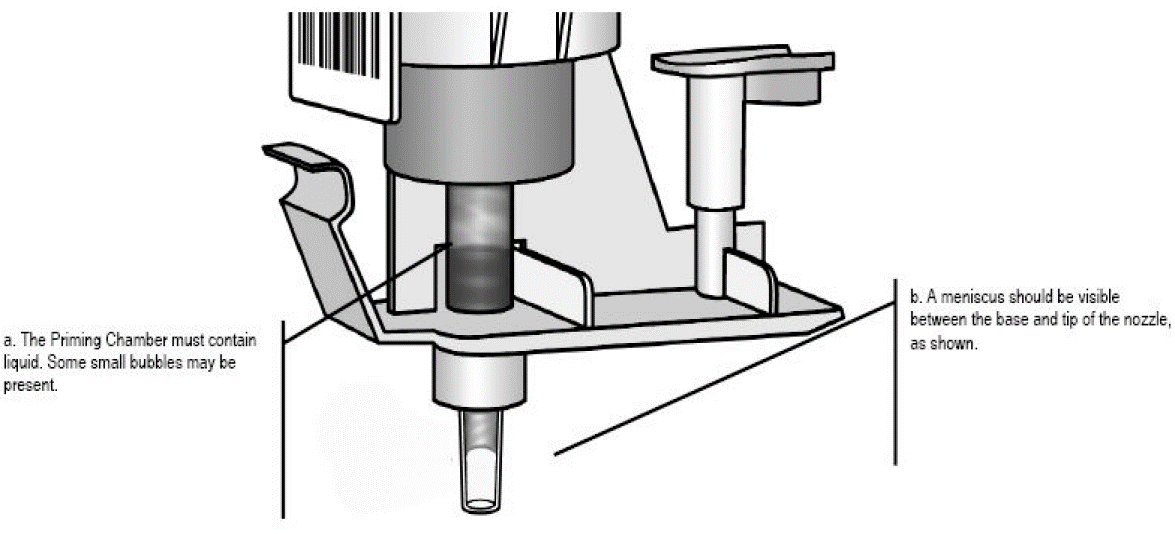 a. The Priming Chamber must contain
liquid. Some small bubbles may be
present.
b. A meniscus should be visible
between the base and tip of the nozzle,
as shown.